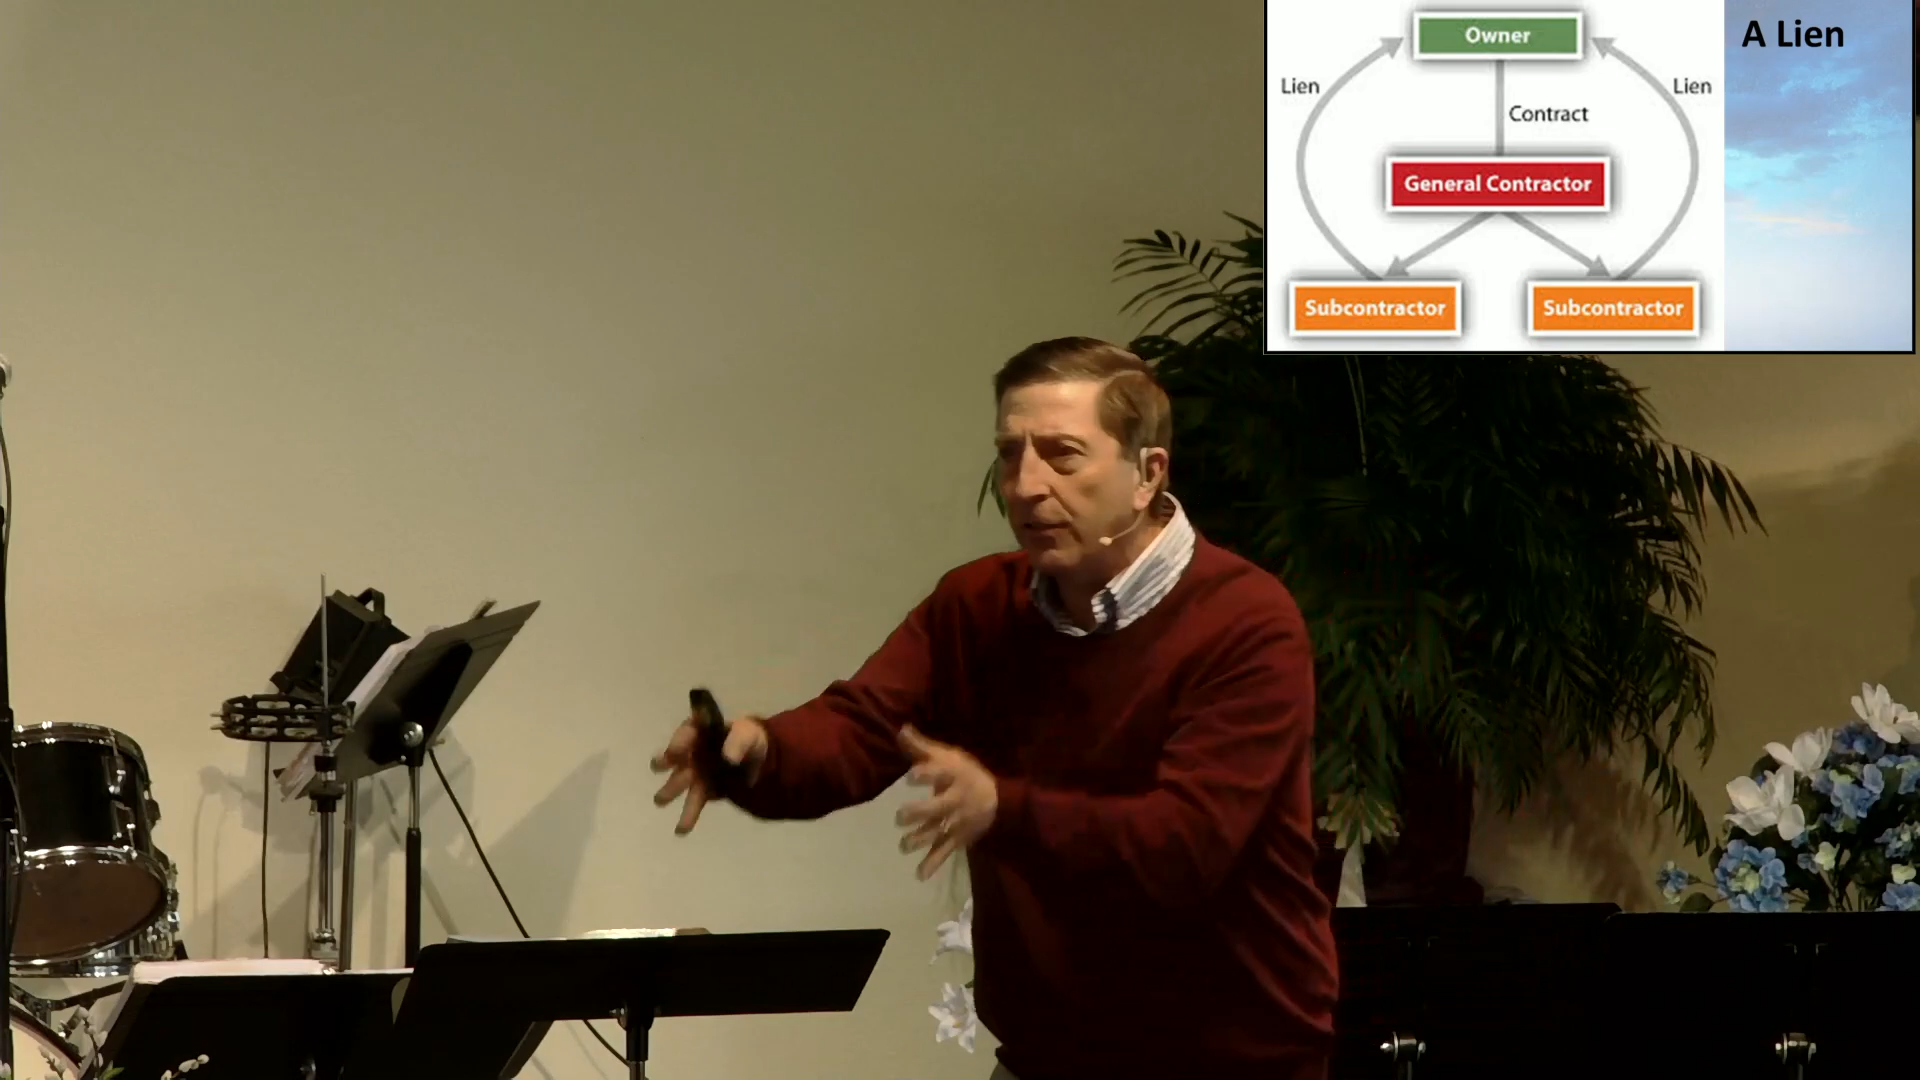 Owner
A Lien
Lien
Lien
Contract
General Contractor
Subcontractor
Subcontractor